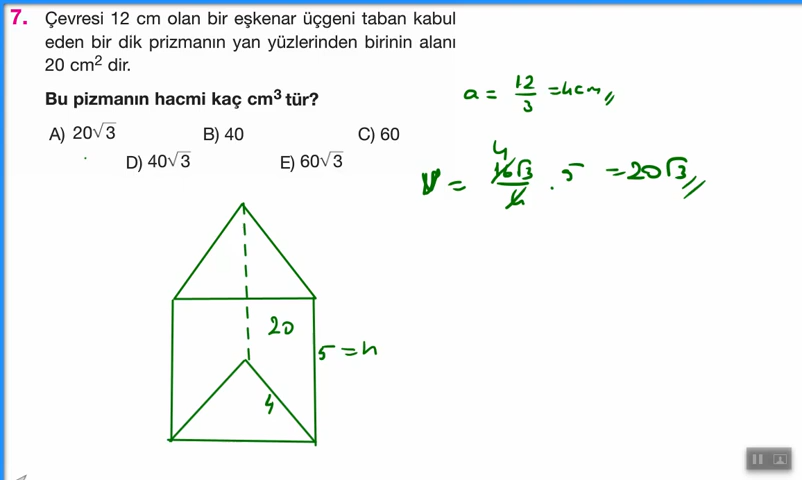 7. Çevresi 12 cm olan bir eşkenar üçgeni taban kabul
eden bir dik prizmanın yan yüzlerinden birinin alanı
20 cm² dir.
Bu pizmanın hacmi kaç cm³ tür?
A) 20√3 B) 40 C) 60
D) 40√3 E) 60√3
a = 12/3 = 4cm
4
V = 16√3/4 . 5 = 20√3
20
5 = h
4